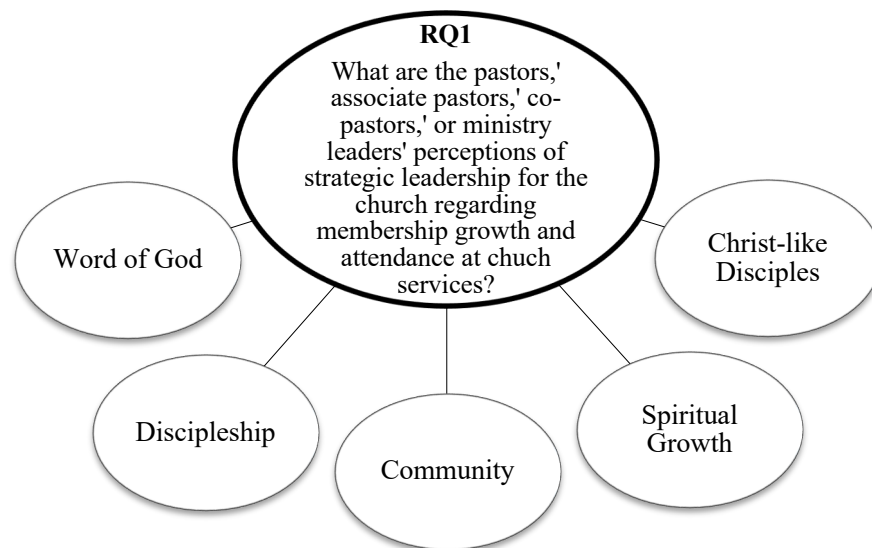 RQ1
What are the pastors,'
associate pastors,' co-
pastors,' or ministry
leaders' perceptions of
strategic leadership for the
church regarding
membership growth and
attendance at chuch
services?
Word of God
Discipleship
Community
Spiritual
Growth
Christ-like
Disciples